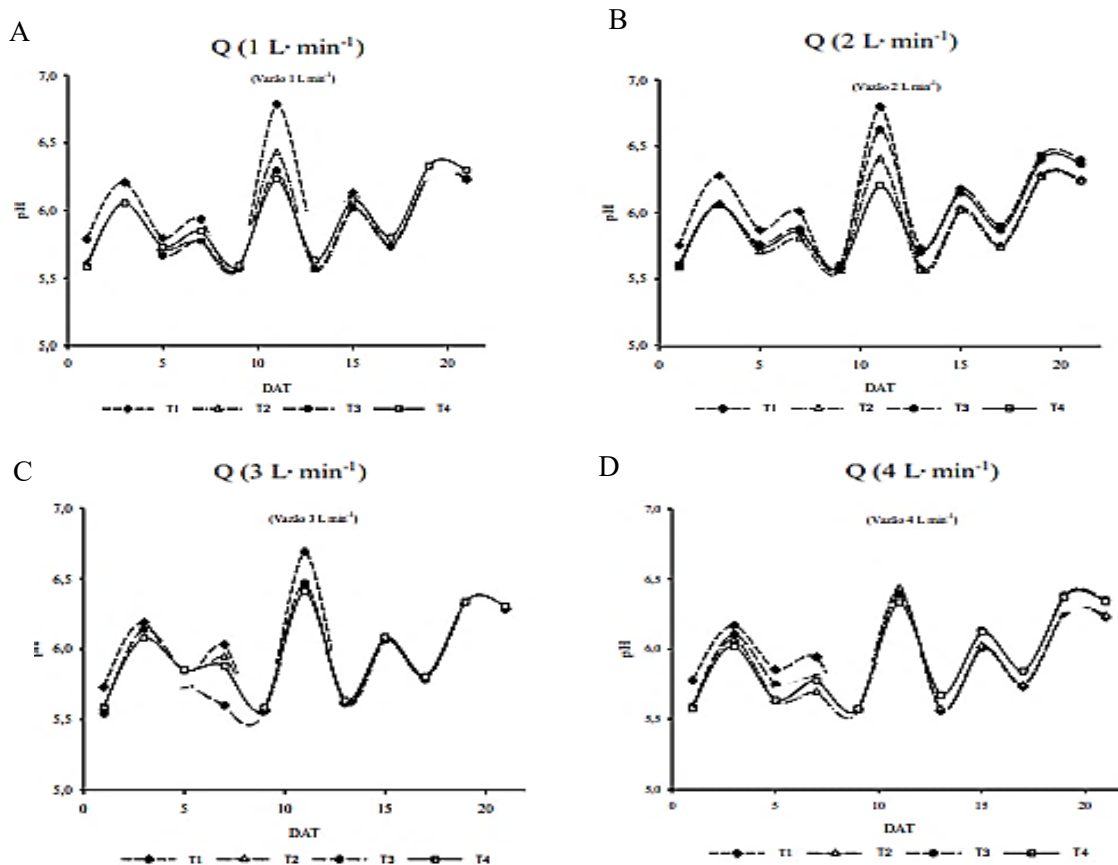 A
Q (1 L· min⁻¹)
(Vazão 1 L min⁻¹)
7,0
6,5
6,0
5,5
5,0
pH
0 5 10 15 20
DAT
T1 T2 T3 T4
B
Q (2 L· min⁻¹)
(Vazão 2 L min⁻¹)
7,0
6,5
6,0
5,5
5,0
pH
0 5 10 15 20
DAT
T1 T2 T3 T4
C
Q (3 L· min⁻¹)
(Vazão 3 L min⁻¹)
7,0
6,5
6,0
5,5
5,0
0 5 10 15 20
DAT
T1 T2 T3 T4
D
Q (4 L· min⁻¹)
(Vazão 4 L min⁻¹)
7,0
6,5
6,0
5,5
5,0
pH
0 5 10 15 20
DAT
T1 T2 T3 T4